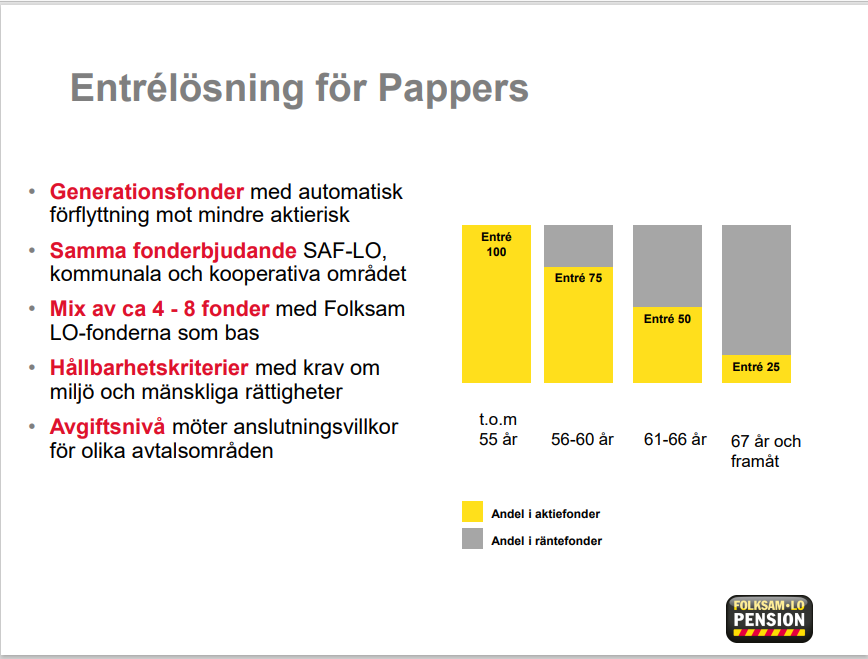 Entrélösning för Pappers
• Generationsfonder med automatisk
förflyttning mot mindre aktierisk
• Samma fonderbjudande SAF-LO,
kommunala och kooperativa området
• Mix av ca 4 - 8 fonder med Folksam
LO-fonderna som bas
• Hållbarhetskriterier med krav om
miljö och mänskliga rättigheter
• Avgiftsnivå möter anslutningsvillkor
för olika avtalsområden
Entré
100
Entré 75
Entré 50
Entré 25
t.o.m
55 år
56-60 år
61-66 år
67 år och
framåt
Andel i aktiefonder
Andel i räntefonder
FOLKSAM•LO
PENSION